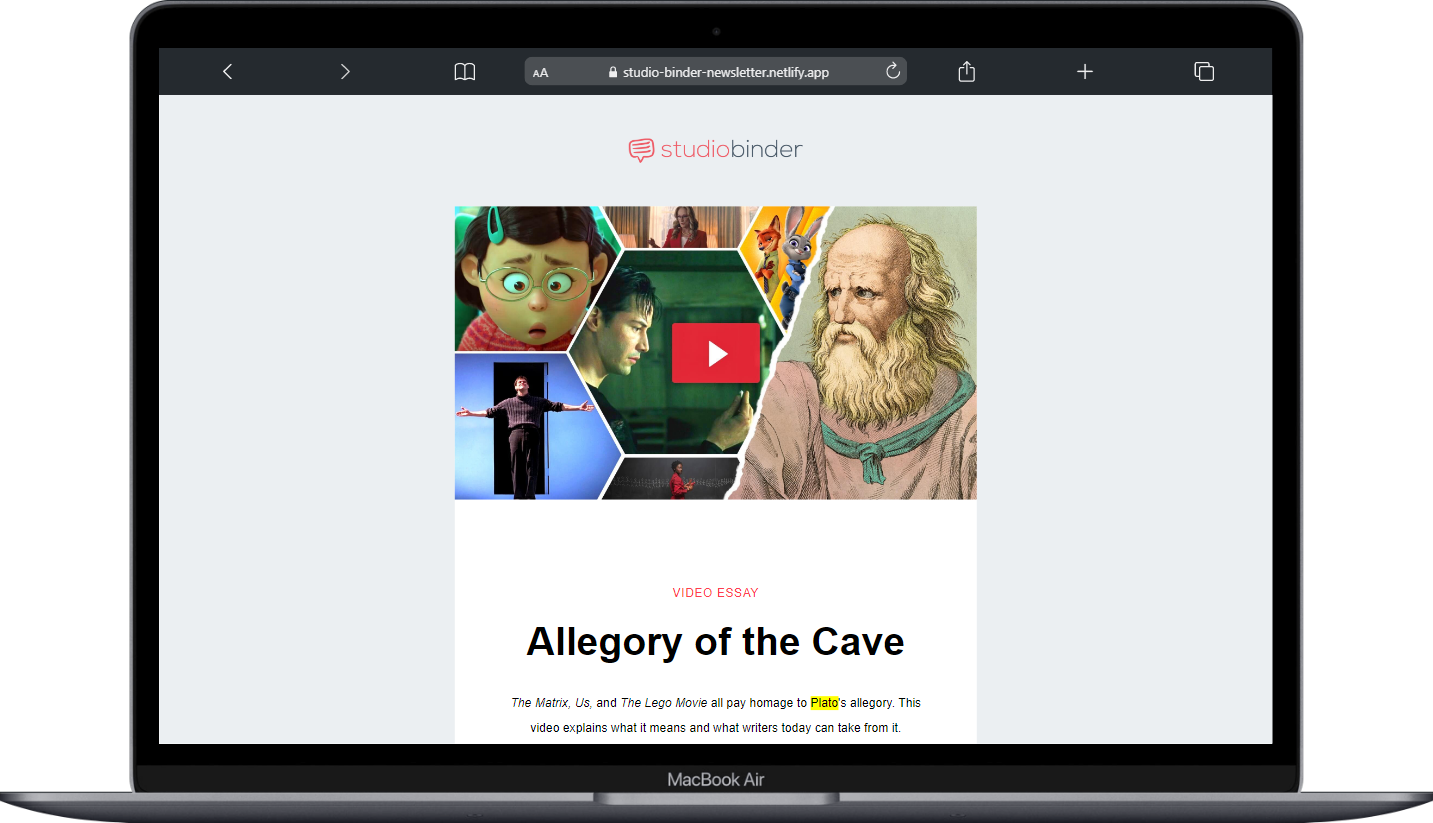 AA studio-binder-newsletter.netlify.app
studiobinder
VIDEO ESSAY
Allegory of the Cave
The Matrix, Us, and The Lego Movie all pay homage to Plato's allegory. This
video explains what it means and what writers today can take from it.
MacBook Air